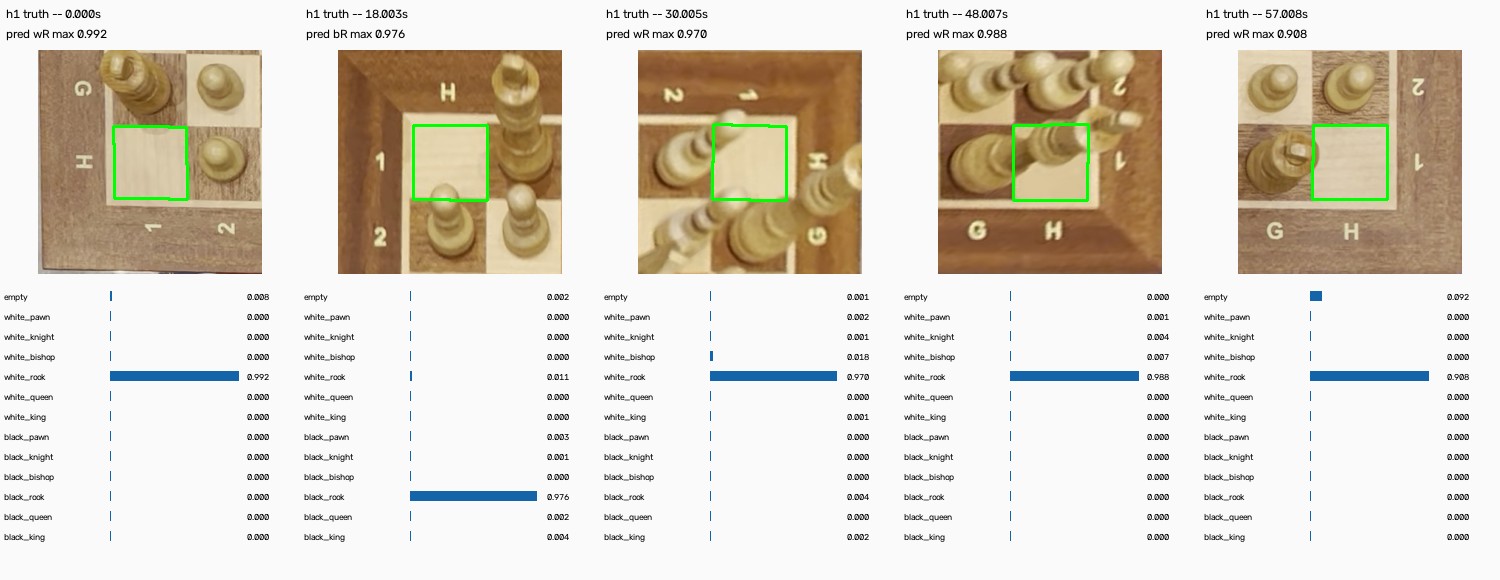 h1 truth -- 0.000s
pred wR max 0.992
G
H
1
2
empty 0.008
white_pawn 0.000
white_knight 0.000
white_bishop 0.000
white_rook 0.992
white_queen 0.000
white_king 0.000
black_pawn 0.000
black_knight 0.000
black_bishop 0.000
black_rook 0.000
black_queen 0.000
black_king 0.000
h1 truth -- 18.003s
pred bR max 0.976
H
1
2
empty 0.002
white_pawn 0.000
white_knight 0.000
white_bishop 0.000
white_rook 0.011
white_queen 0.000
white_king 0.000
black_pawn 0.003
black_knight 0.001
black_bishop 0.000
black_rook 0.976
black_queen 0.002
black_king 0.004
h1 truth -- 30.005s
pred wR max 0.970
2 1
H
G
empty 0.001
white_pawn 0.002
white_knight 0.001
white_bishop 0.018
white_rook 0.970
white_queen 0.000
white_king 0.001
black_pawn 0.000
black_knight 0.000
black_bishop 0.000
black_rook 0.004
black_queen 0.000
black_king 0.002
h1 truth -- 48.007s
pred wR max 0.988
2
1
G H
empty 0.000
white_pawn 0.001
white_knight 0.004
white_bishop 0.007
white_rook 0.988
white_queen 0.000
white_king 0.000
black_pawn 0.000
black_knight 0.000
black_bishop 0.000
black_rook 0.000
black_queen 0.000
black_king 0.000
h1 truth -- 57.008s
pred wR max 0.908
2
1
G H
empty 0.092
white_pawn 0.000
white_knight 0.000
white_bishop 0.000
white_rook 0.908
white_queen 0.000
white_king 0.000
black_pawn 0.000
black_knight 0.000
black_bishop 0.000
black_rook 0.000
black_queen 0.000
black_king 0.000